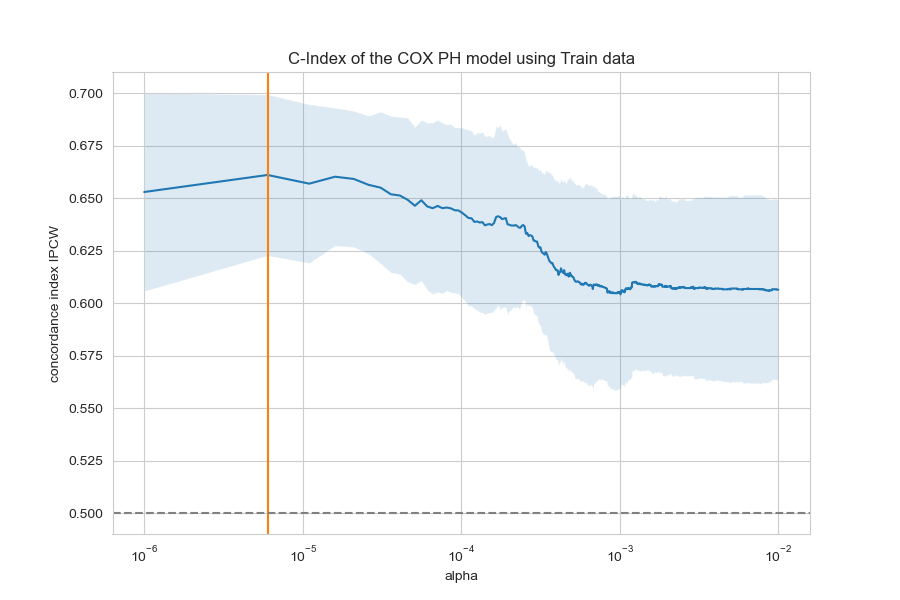 C-Index of the COX PH model using Train data
concordance index IPCW
0.700
0.675
0.650
0.625
0.600
0.575
0.550
0.525
0.500
10⁻⁶ 10⁻⁵ 10⁻⁴ 10⁻³ 10⁻²
alpha